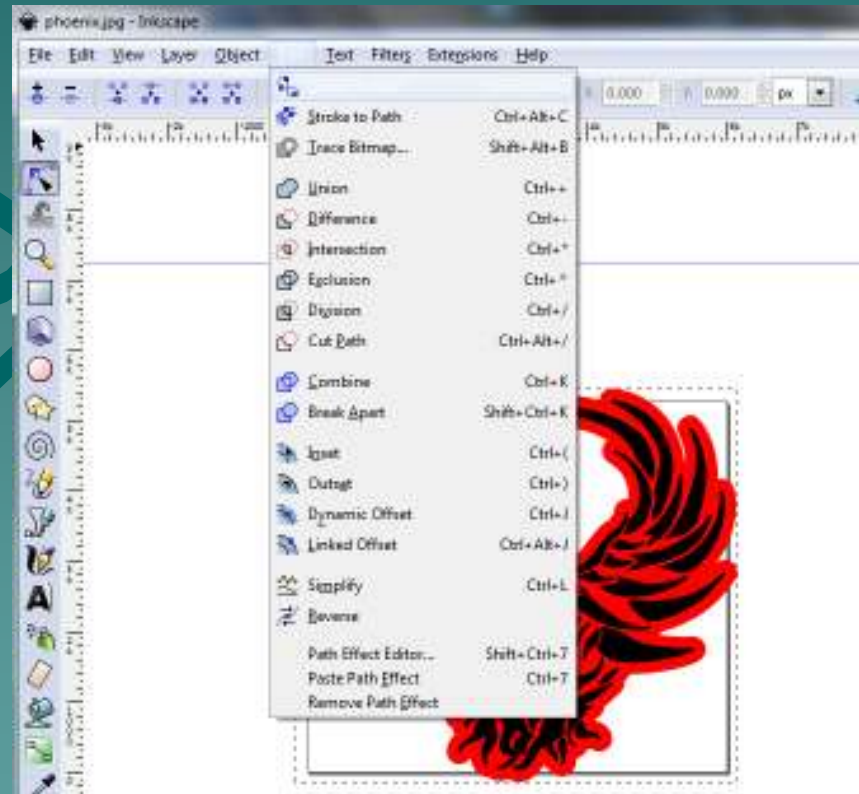 phoenix.jpg - Inkscape
File Edit View Layer Object Text Filters Extensions Help
0.000 0.000 px
Stroke to Path Ctrl+Alt+C
Trace Bitmap... Shift+Alt+B
Union Ctrl++
Difference Ctrl+-
Intersection Ctrl+*
Exclusion Ctrl+^
Division Ctrl+/
Cut Path Ctrl+Alt+/
Combine Ctrl+K
Break Apart Shift+Ctrl+K
Inset Ctrl+(
Outset Ctrl+)
Dynamic Offset Ctrl+J
Linked Offset Ctrl+Alt+J
Simplify Ctrl+L
Reverse
Path Effect Editor... Shift+Ctrl+7
Paste Path Effect Ctrl+7
Remove Path Effect